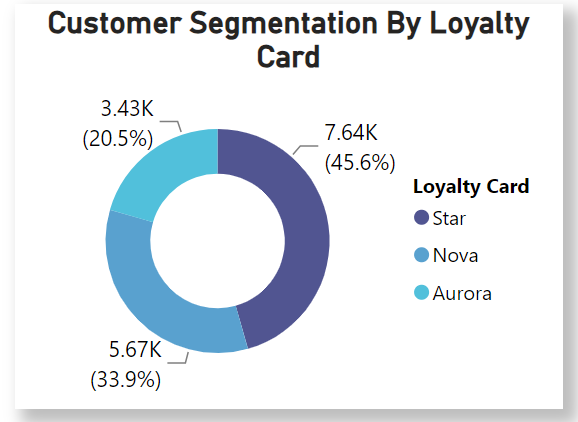 Customer Segmentation By Loyalty
Card
3.43K
(20.5%)
7.64K
(45.6%)
Loyalty Card
Star
Nova
Aurora
5.67K
(33.9%)